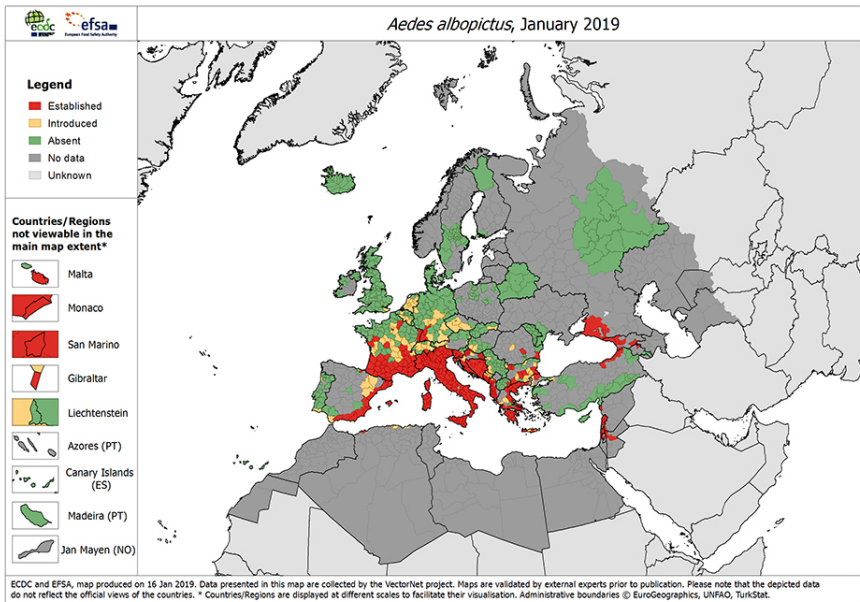 ecdc
efsa
European Food Safety Authority
Aedes albopictus, January 2019
Legend
Established
Introduced
Absent
No data
Unknown
Countries/Regions
not viewable in the
main map extent*
Malta
Monaco
San Marino
Gibraltar
Liechtenstein
Azores (PT)
Canary Islands
(ES)
Madeira (PT)
Jan Mayen (NO)
ECDC and EFSA, map produced on 16 Jan 2019. Data presented in this map are collected by the VectorNet project. Maps are validated by external experts prior to publication. Please note that the depicted data
do not reflect the official views of the countries. * Countries/Regions are displayed at different scales to facilitate their visualisation. Administrative boundaries © EuroGeographics, UNFAO, TurkStat.